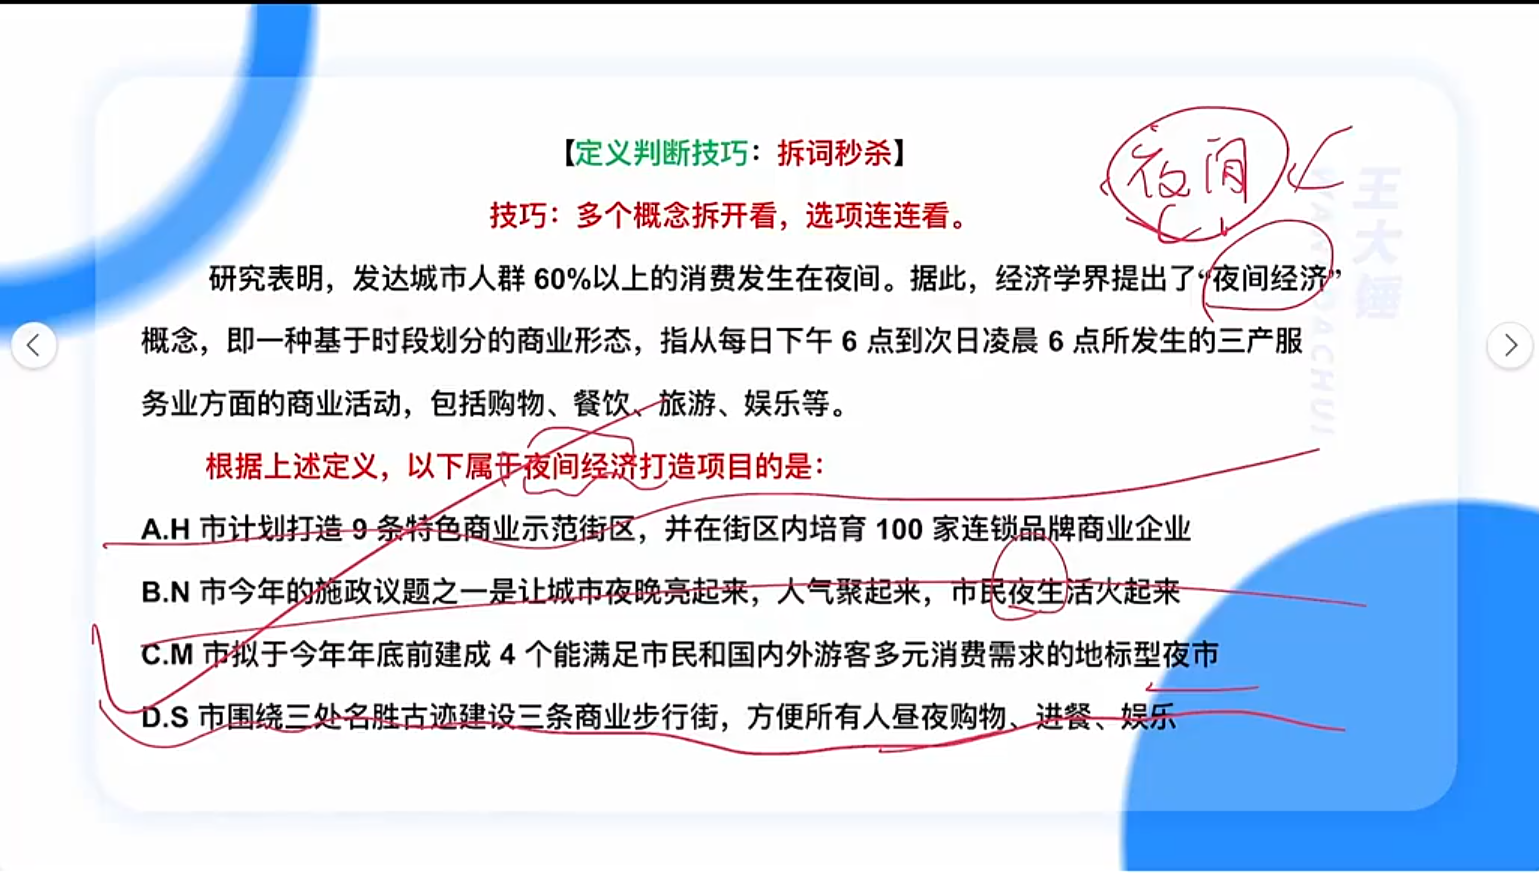 【定义判断技巧：拆词秒杀】
夜间
技巧：多个概念拆开看，选项连连看。
王大锤
WANGDACHUI
研究表明，发达城市人群 60%以上的消费发生在夜间。据此，经济学界提出了“夜间经济”
概念，即一种基于时段划分的商业形态，指从每日下午 6 点到次日凌晨 6 点所发生的三产服
务业方面的商业活动，包括购物、餐饮、旅游、娱乐等。
根据上述定义，以下属于夜间经济打造项目的是：
A.H 市计划打造 9 条特色商业示范街区，并在街区内培育 100 家连锁品牌商业企业
B.N 市今年的施政议题之一是让城市夜晚亮起来，人气聚起来，市民夜生活火起来
C.M 市拟于今年年底前建成 4 个能满足市民和国内外游客多元消费需求的地标型夜市
D.S 市围绕三处名胜古迹建设三条商业步行街，方便所有人昼夜购物、进餐、娱乐